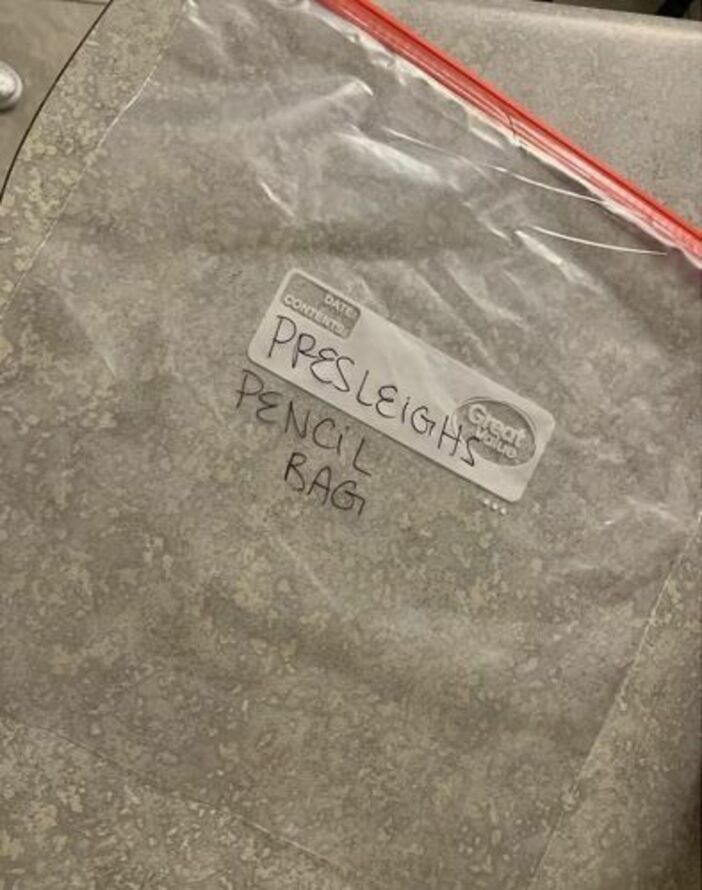 DATE:
CONTENTS:
PRESLEIGHS
Great Value
PENCIL
BAG